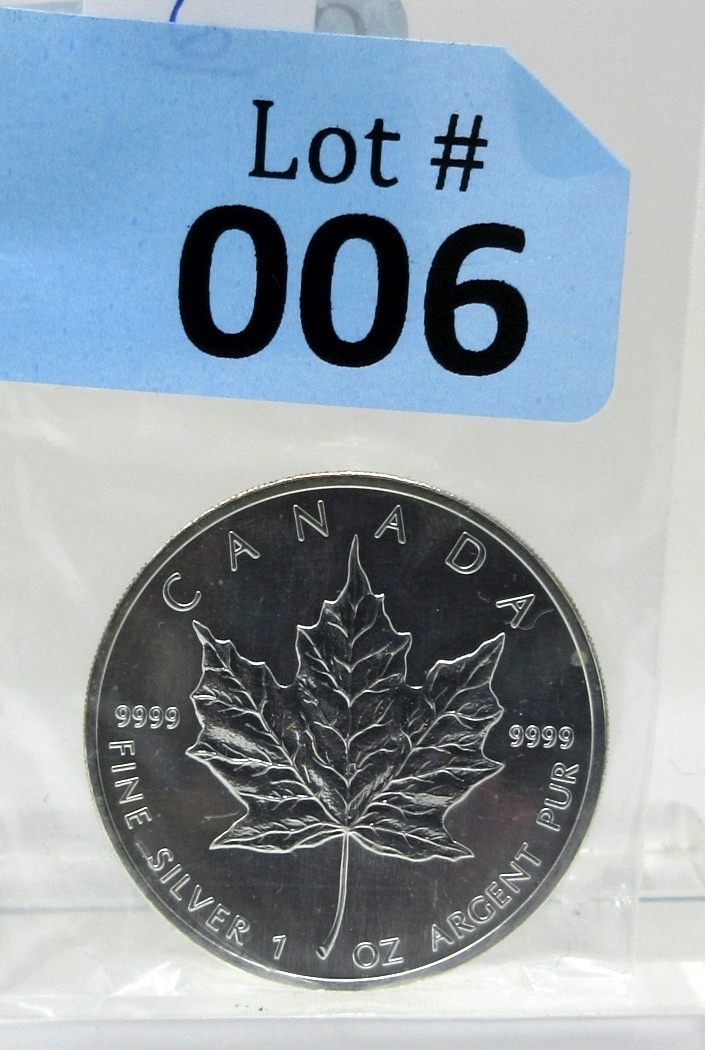 Lot #
006
CANADA
9999
9999
FINE SILVER 1 OZ ARGENT PUR